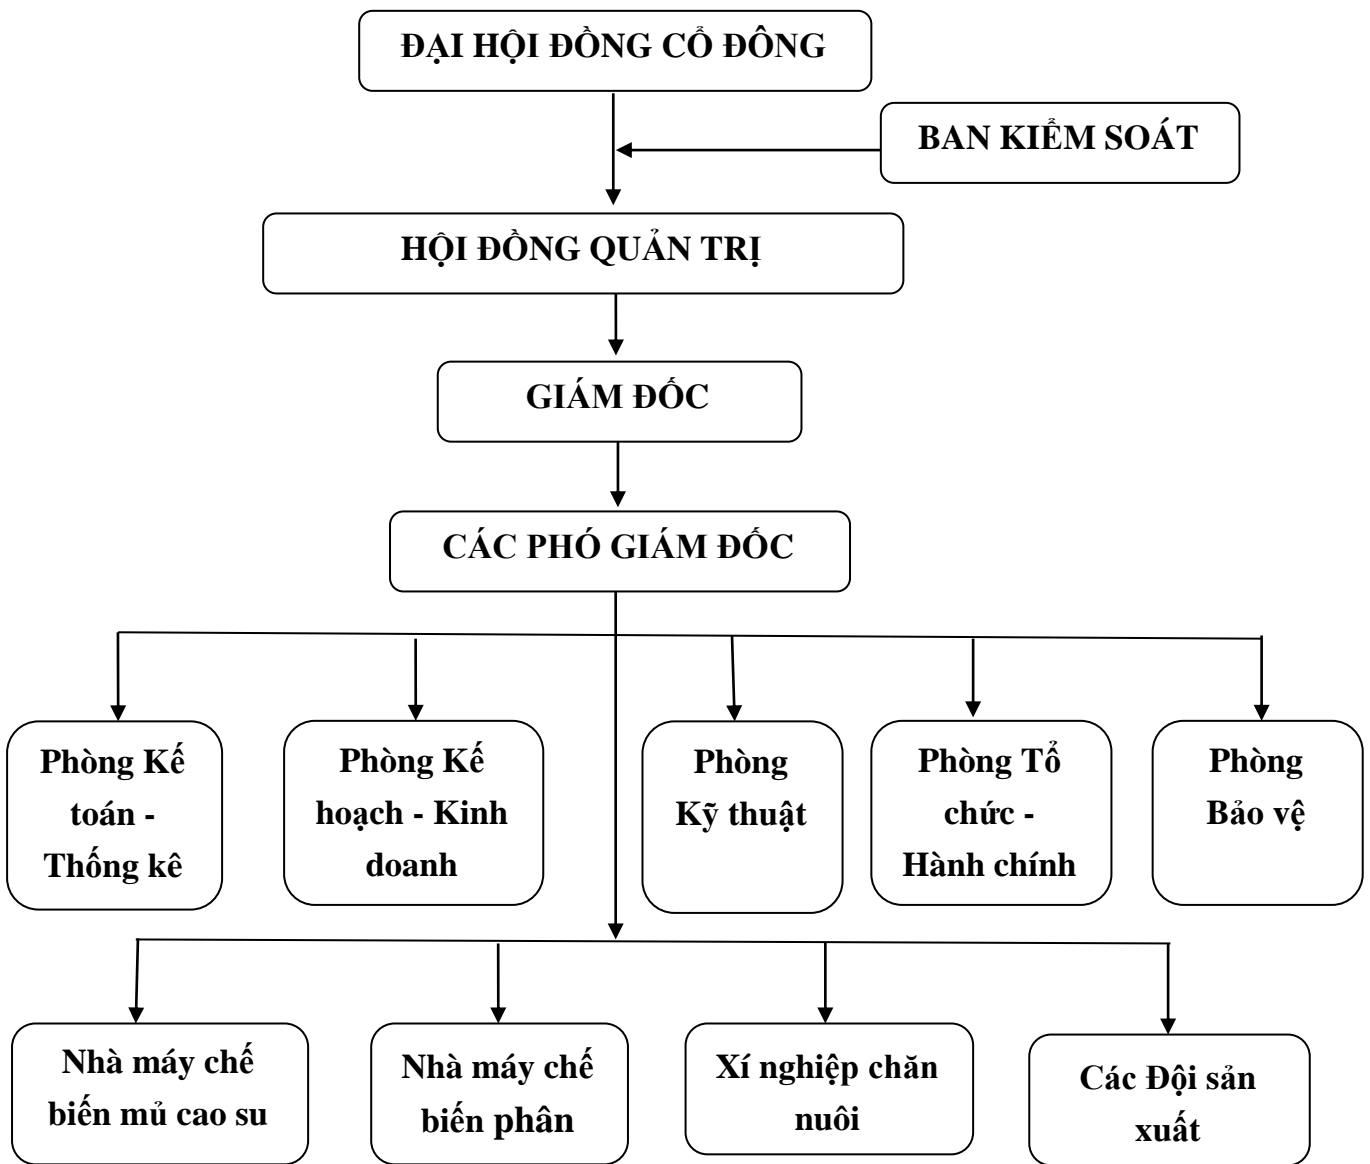 ĐẠI HỘI ĐỒNG CỔ ĐÔNG
BAN KIỂM SOÁT
HỘI ĐỒNG QUẢN TRỊ
GIÁM ĐỐC
CÁC PHÓ GIÁM ĐỐC
Phòng Kế
toán -
Thống kê
Phòng Kế
hoạch - Kinh
doanh
Phòng
Kỹ thuật
Phòng Tổ
chức -
Hành chính
Phòng
Bảo vệ
Nhà máy chế
biến mủ cao su
Nhà máy chế
biến phân
Xí nghiệp chăn
nuôi
Các Đội sản
xuất